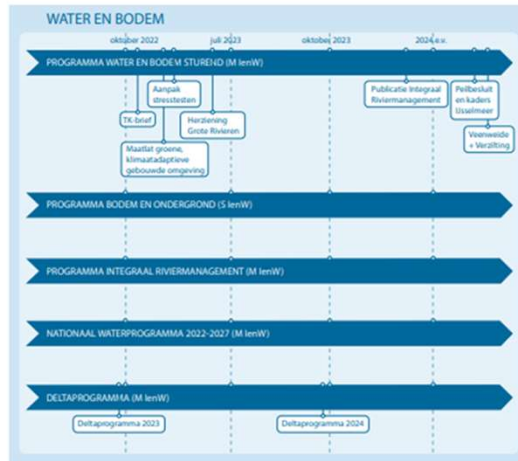 WATER EN BODEM
oktober 2022
juli 2023
oktober 2023
2024 e.v.
PROGRAMMA WATER EN BODEM STUREND (M IenW)
Aanpak
stresstesten
Publicatie Integraal
Riviermanagement
Peilbesluit
en kaders
IJsselmeer
TK-brief
Herziening
Grote Rivieren
Maatlat groene,
klimaatadaptieve
gebouwde omgeving
Veenweide
+ Verzilting
PROGRAMMA BODEM EN ONDERGROND (S IenW)
PROGRAMMA INTEGRAAL RIVIERMANAGEMENT (M IenW)
NATIONAAL WATERPROGRAMMA 2022-2027 (M IenW)
DELTAPROGRAMMA (M IenW)
Deltaprogramma 2023
Deltaprogramma 2024